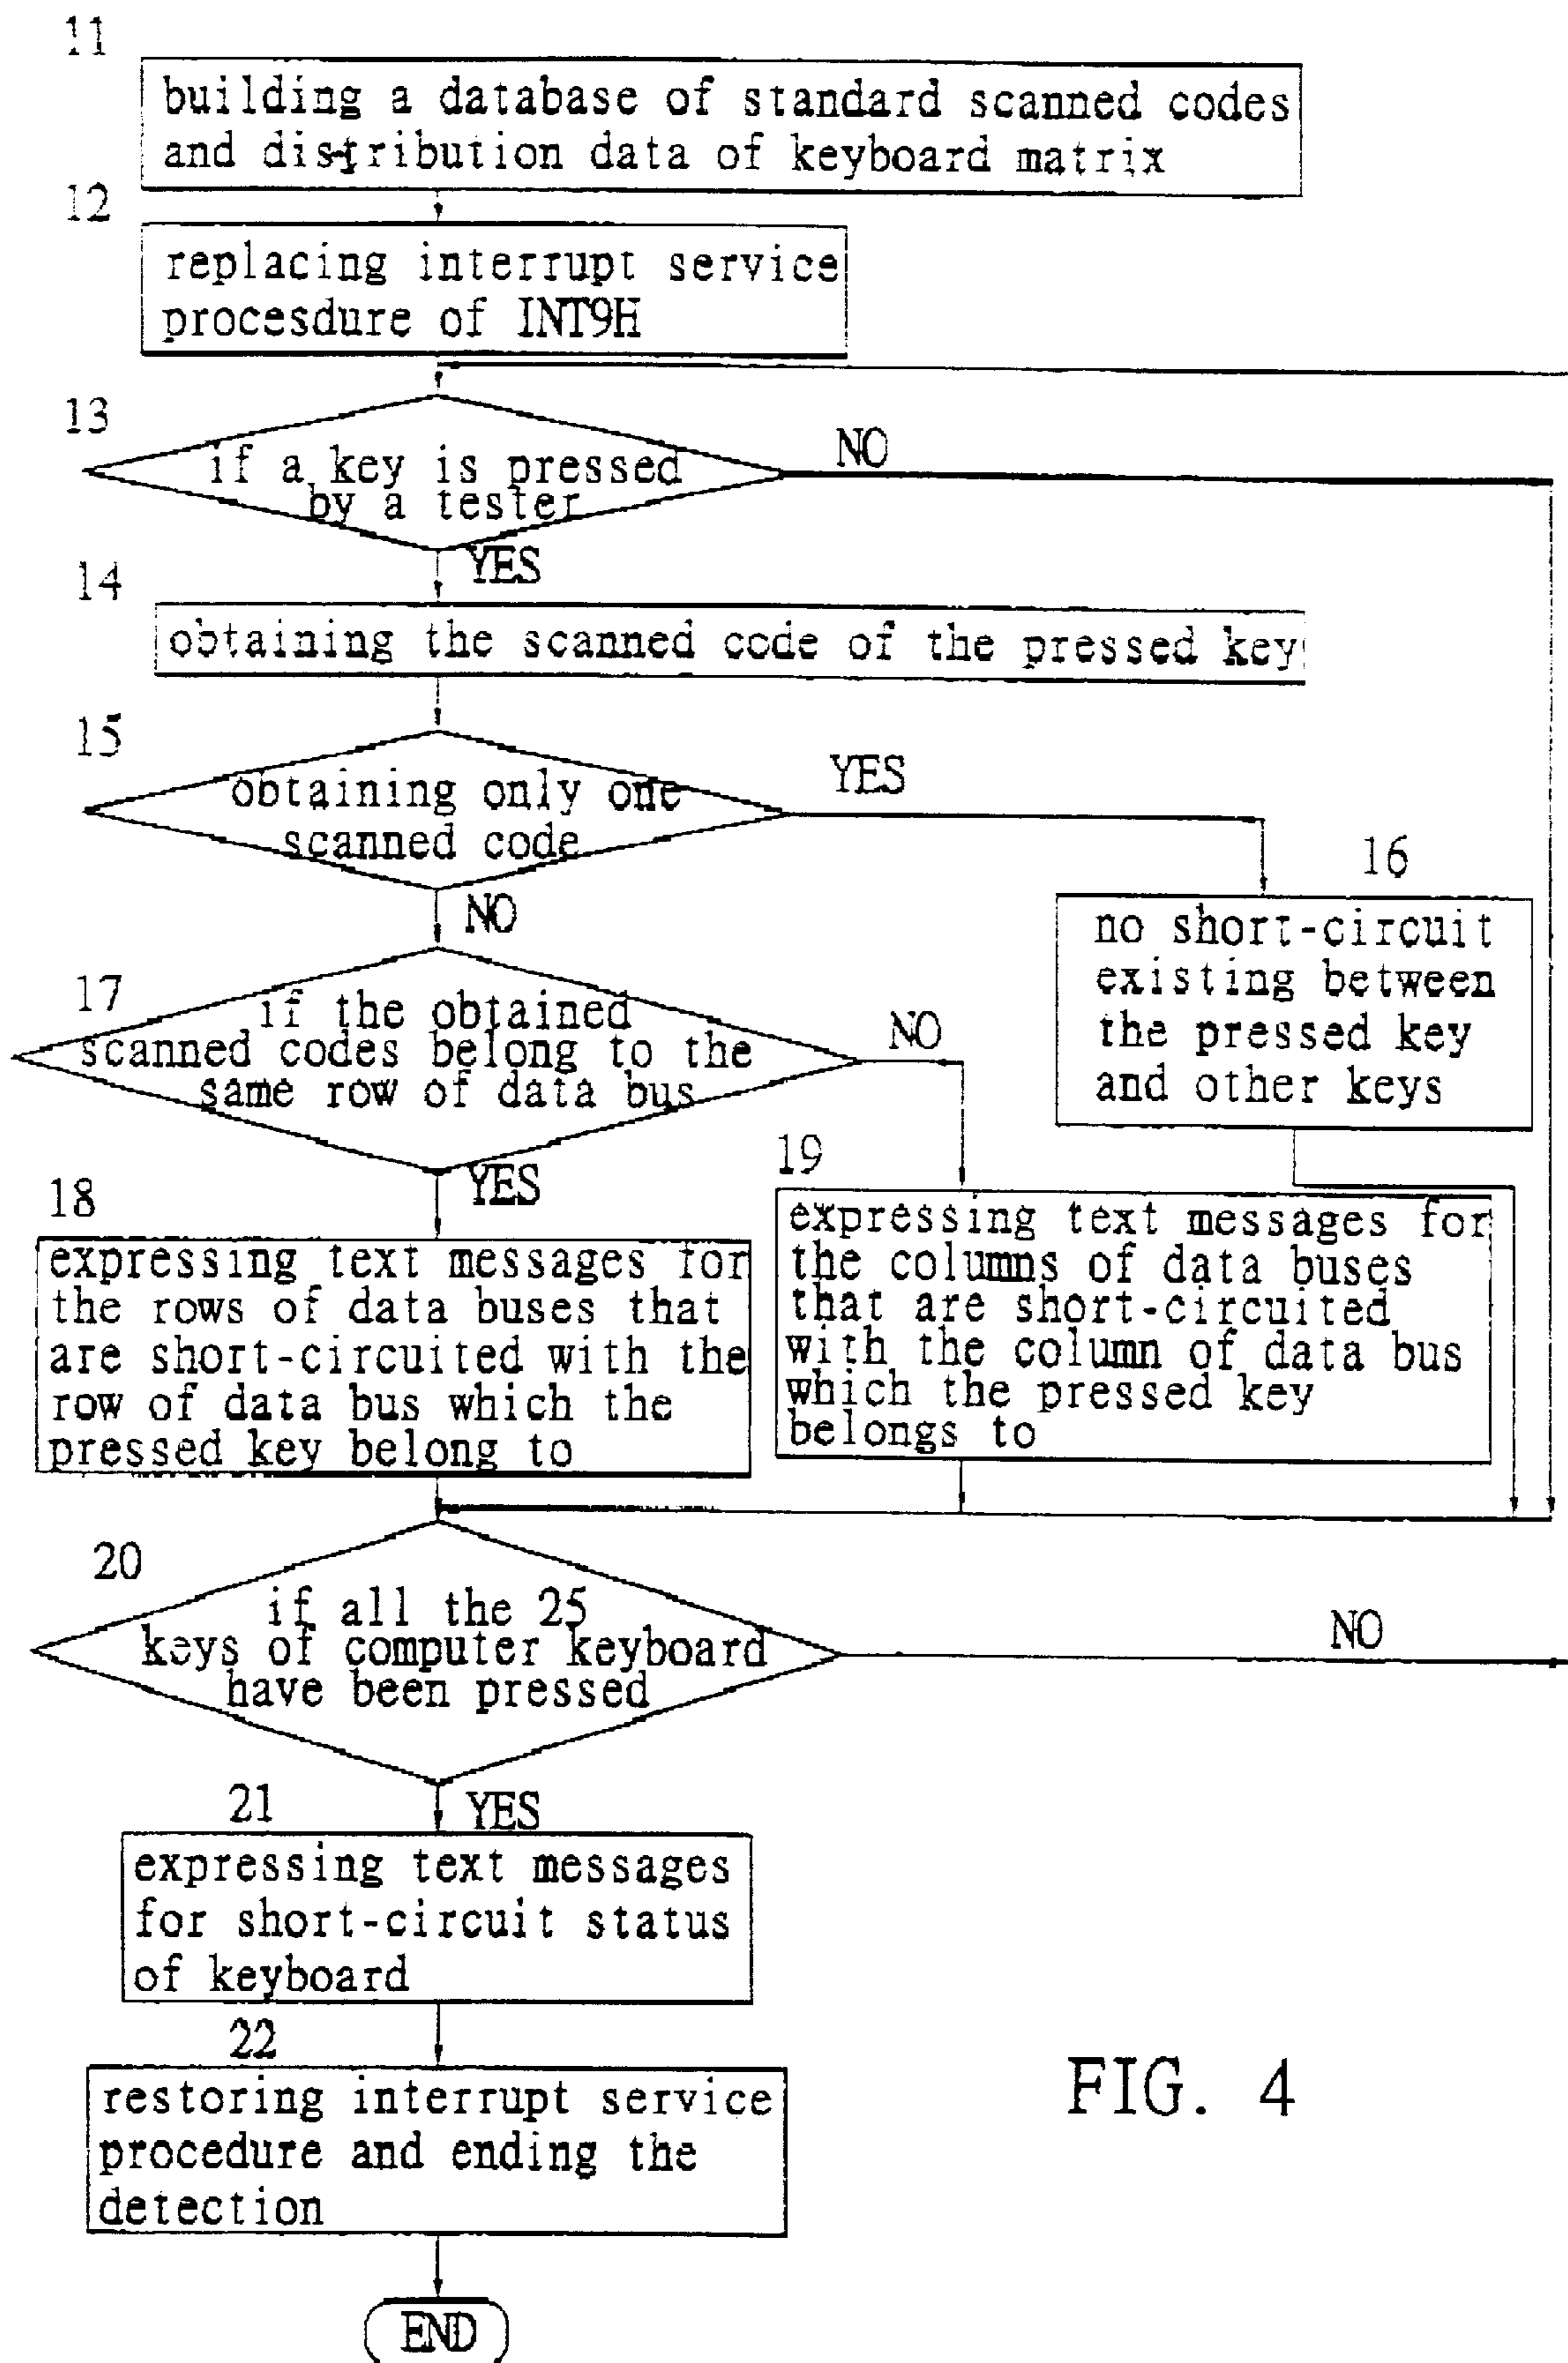 11
building a database of standard scanned codes
and distribution data of keyboard matrix
12
replacing interrupt service
procesdure of INT9H
13
if a key is pressed
by a tester
NO
YES
14
obtaining the scanned code of the pressed key
15
obtaining only one
scanned code
YES
NO
16
no short-circuit
existing between
the pressed key
and other keys
17
if the obtained
scanned codes belong to the
same row of data bus
NO
YES
18
expressing text messages for
the rows of data buses that
are short-circuited with the
row of data bus which the
pressed key belong to
19
expressing text messages for
the columns of data buses
that are short-circuited
with the column of data bus
which the pressed key
belongs to
20
if all the 25
keys of computer keyboard
have been pressed
NO
YES
21
expressing text messages
for short-circuit status
of keyboard
22
restoring interrupt service
procedure and ending the
detection
END
FIG. 4